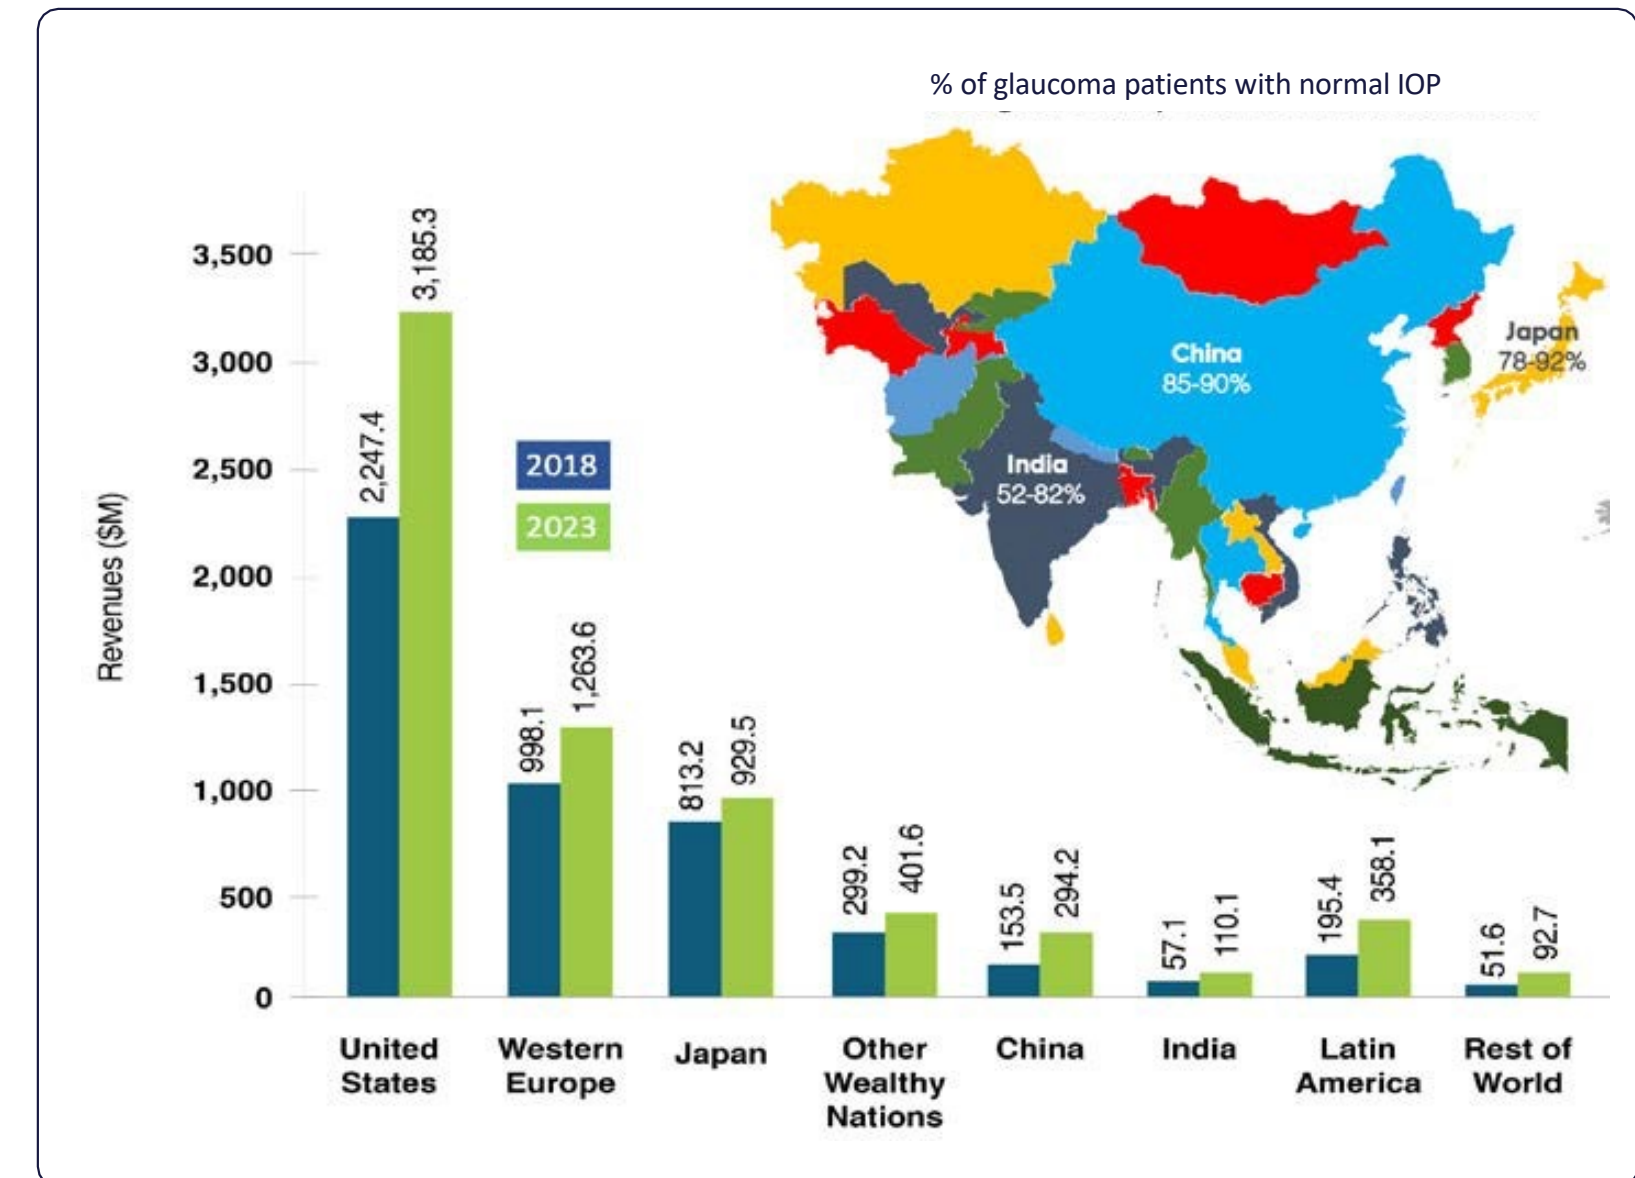 % of glaucoma patients with normal IOP
China
85-90%
Japan
78-92%
India
52-82%
Revenues ($M)
3,500
3,000
2,500
2,000
1,500
1,000
500
0
2018
2023
2,247.4
3,185.3
998.1
1,263.6
813.2
929.5
299.2
401.6
153.5
294.2
57.1
110.1
195.4
358.1
51.6
92.7
United
States
Western
Europe
Japan
Other
Wealthy
Nations
China
India
Latin
America
Rest of
World